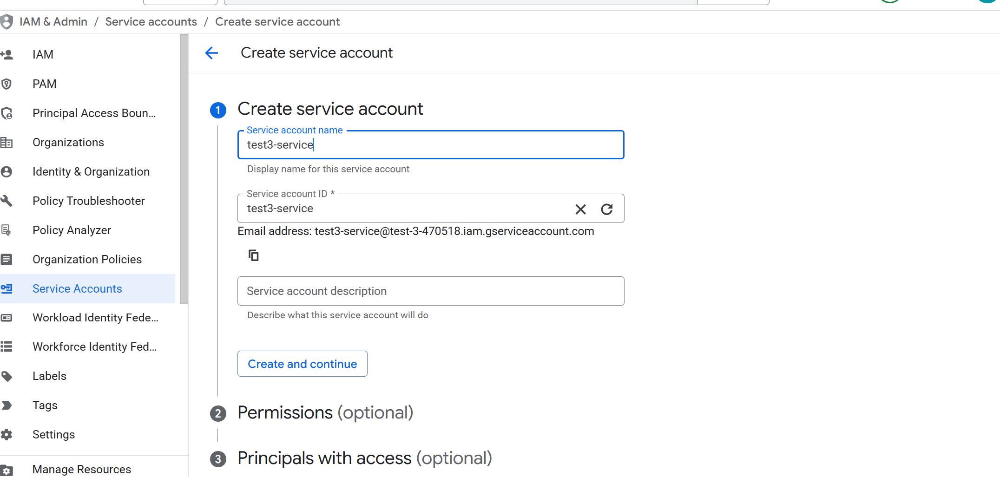 IAM & Admin / Service accounts / Create service account
IAM
PAM
Principal Access Boun...
Organizations
Identity & Organization
Policy Troubleshooter
Policy Analyzer
Organization Policies
Service Accounts
Workload Identity Fede...
Workforce Identity Fed...
Labels
Tags
Settings
Manage Resources
Create service account
1 Create service account
Service account name
test3-service
Display name for this service account
Service account ID *
test3-service
Email address: test3-service@test-3-470518.iam.gserviceaccount.com
Service account description
Describe what this service account will do
Create and continue
2 Permissions (optional)
3 Principals with access (optional)